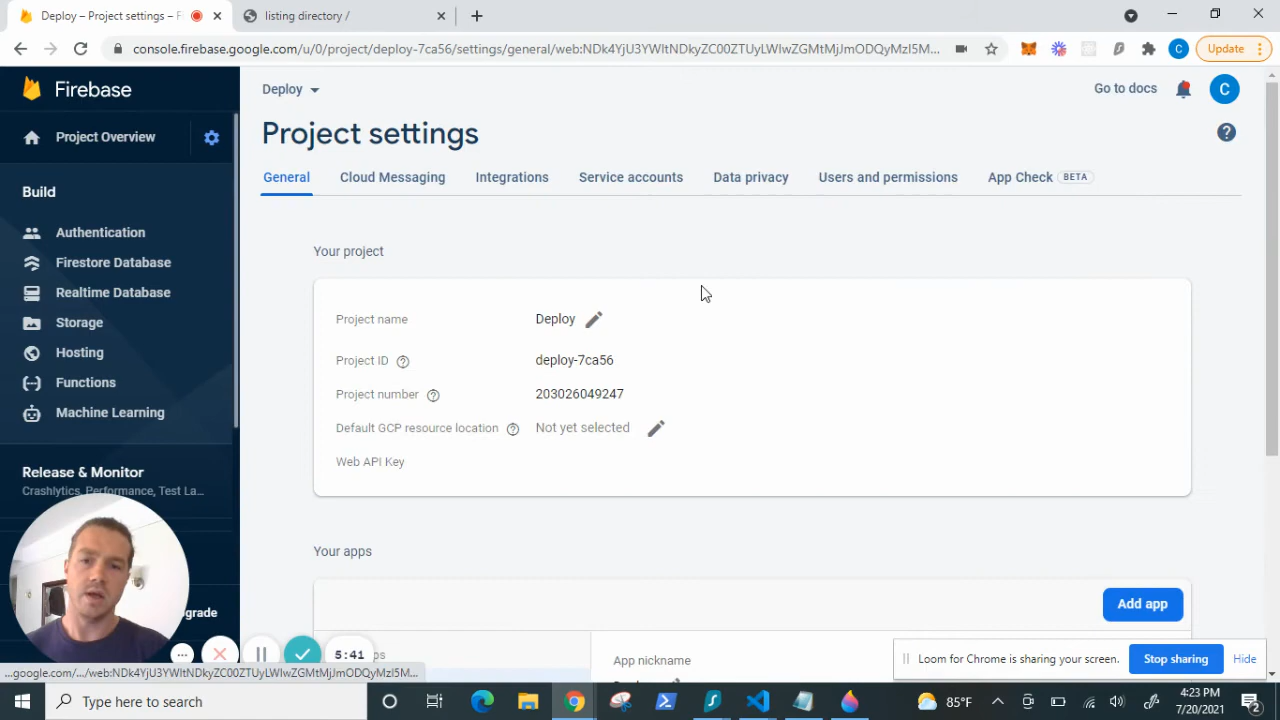 Deploy – Project settings – F
listing directory /
console.firebase.google.com/u/0/project/deploy-7ca56/settings/general/web:NDk4YjU3YWItNDkyZC00ZTUyLWIwZGMtMjJmODQyMzI5M...
C
Update
Firebase
Deploy
Go to docs
C
Project Overview
Project settings
General
Cloud Messaging
Integrations
Service accounts
Data privacy
Users and permissions
App Check BETA
Build
Authentication
Firestore Database
Realtime Database
Storage
Hosting
Functions
Machine Learning
Release & Monitor
Crashlytics, Performance, Test La...
grade
Your project
Project name
Deploy
Project ID
deploy-7ca56
Project number
203026049247
Default GCP resource location
Not yet selected
Web API Key
Your apps
Add app
ps
App nickname
5:41
Loom for Chrome is sharing your screen.
Stop sharing
Hide
...google.com/.../web:NDk4YjU3YWItNDkyZC00ZTUyLWIwZGMtMjJmODQyMzI5M...
Type here to search
85°F
4:23 PM
7/20/2021
2